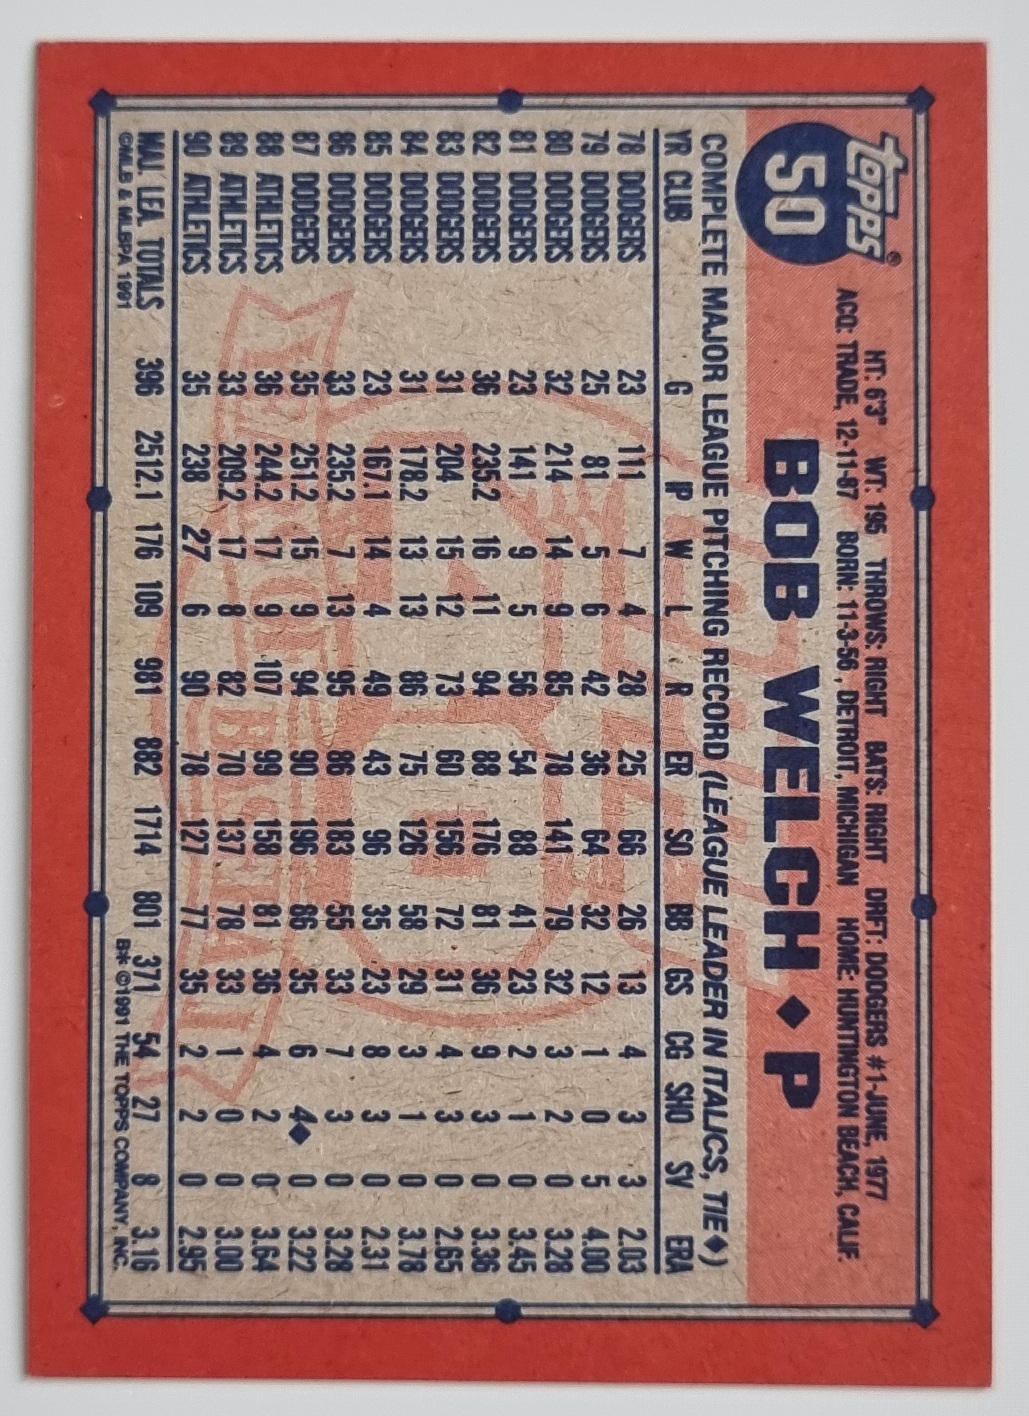 TOPPS®
50
HT: 6'3" WT: 195 THROWS: RIGHT BATS: RIGHT DRFT: DODGERS #1-JUNE, 1977
ACQ: TRADE, 12-11-87 BORN: 11-3-56, DETROIT, MICHIGAN HOME: HUNTINGTON BEACH, CALIF.
BOB WELCH ♦ P
COMPLETE MAJOR LEAGUE PITCHING RECORD (LEAGUE LEADER IN ITALICS, TIE ♦)
YR CLUB G IP W L R ER SO BB GS CG SHO SV ERA
78 DODGERS 23 111 7 4 28 25 66 26 13 4 3 3 2.03
79 DODGERS 25 81 5 6 42 36 64 32 12 1 0 5 4.00
80 DODGERS 32 214 14 9 85 78 141 79 32 3 2 0 3.28
81 DODGERS 23 141 9 5 56 54 88 41 23 2 1 0 3.45
82 DODGERS 36 235.2 16 11 94 88 176 81 36 9 3 0 3.36
83 DODGERS 31 204 15 12 73 60 156 72 31 4 3 0 2.65
84 DODGERS 31 178.2 13 13 86 75 126 58 29 3 1 0 3.78
85 DODGERS 23 167.1 14 4 49 43 96 35 23 8 3 0 2.31
86 DODGERS 33 235.2 7 13 95 86 183 55 33 7 3 0 3.28
87 DODGERS 35 251.2 15 9 94 90 196 86 35 6 4♦ 0 3.22
88 ATHLETICS 36 244.2 17 9 107 99 158 81 36 4 2 0 3.64
89 ATHLETICS 33 209.2 17 8 82 70 137 78 33 1 0 0 3.00
90 ATHLETICS 35 238 27 6 90 78 127 77 35 2 2 0 2.95
MAJ. LEA. TOTALS 396 2512.1 176 109 981 882 1714 801 371 54 27 8 3.16
©MLB & MLBPA 1991 B* ©1991 THE TOPPS COMPANY, INC.